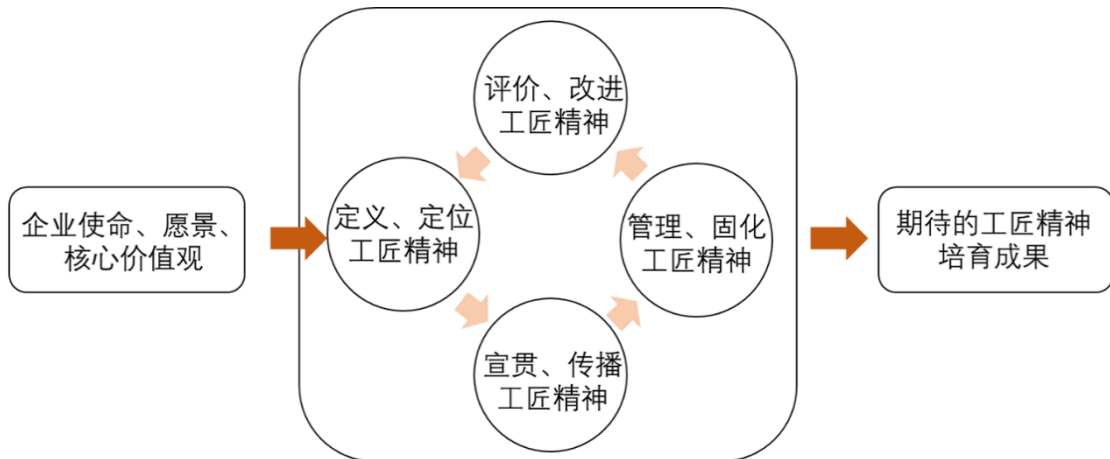 企业使命、愿景、
核心价值观
定义、定位
工匠精神
评价、改进
工匠精神
宣贯、传播
工匠精神
管理、固化
工匠精神
期待的工匠精神
培育成果